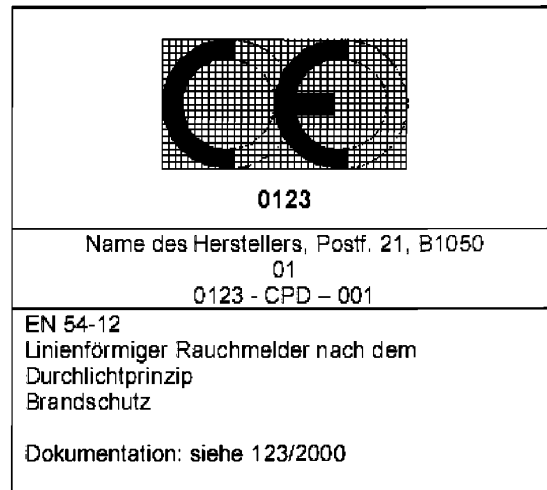 CE
0123
Name des Herstellers, Postf. 21, B1050
01
0123 - CPD – 001
EN 54-12
Linienförmiger Rauchmelder nach dem
Durchlichtprinzip
Brandschutz
Dokumentation: siehe 123/2000